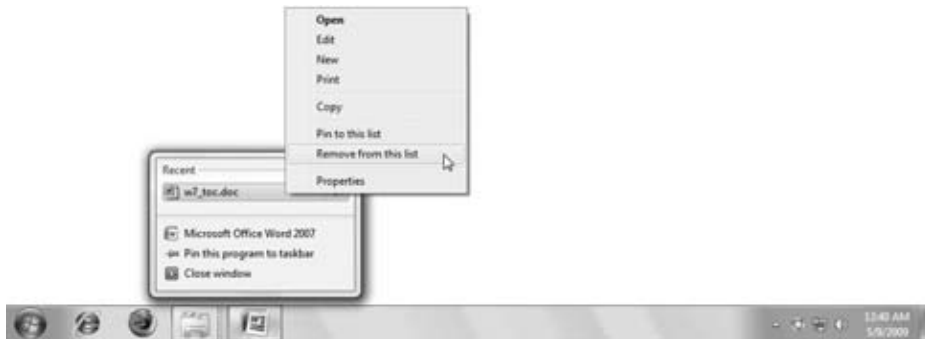 Open
Edit
New
Print
Copy
Pin to this list
Remove from this list
Properties
Recent
w7_toc.doc
Microsoft Office Word 2007
Pin this program to taskbar
Close window
12:40 AM
5/9/2009